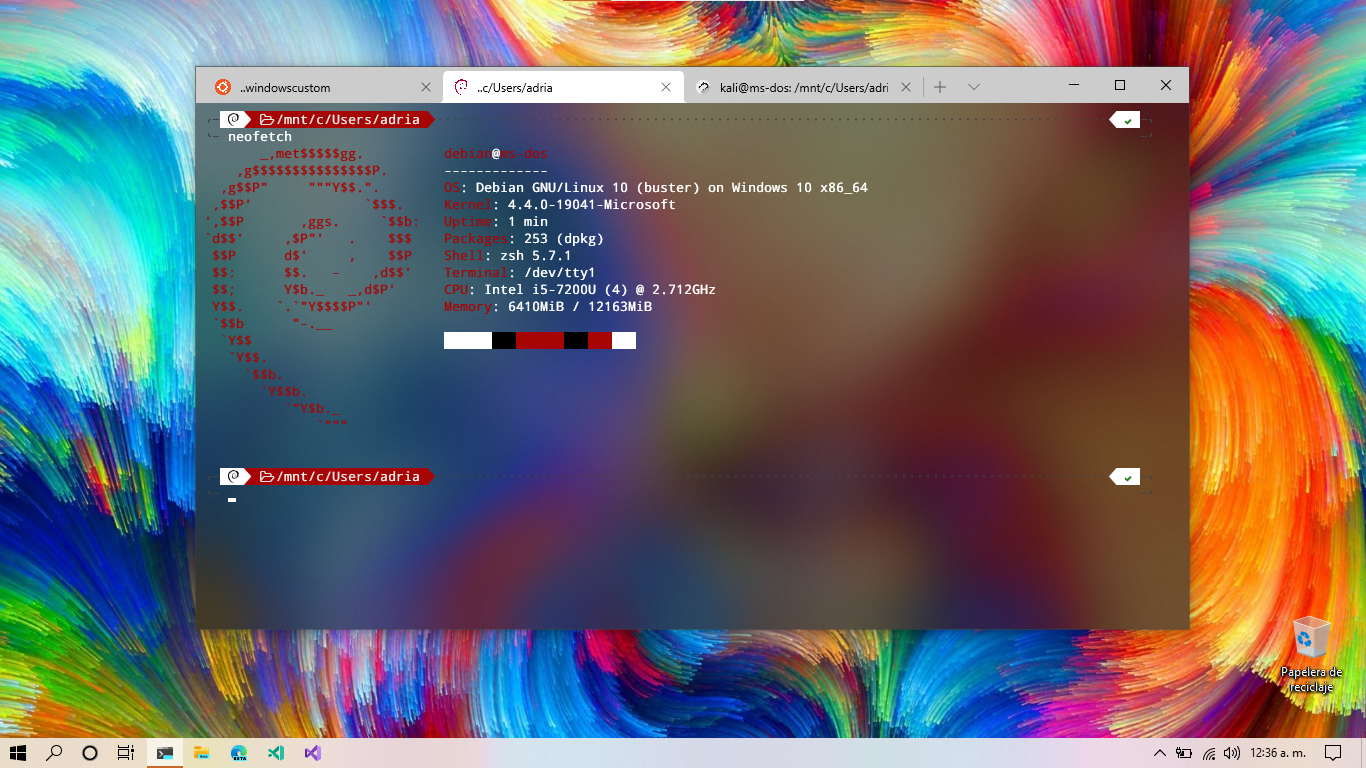 ..windowscustom
..c/Users/adria
kali@ms-dos: /mnt/c/Users/adri
/mnt/c/Users/adria
neofetch
_,met$$$$$gg.
,g$$$$$$$$$$$$$$$P.
,g$$P"     """Y$$.".
,$$P'              `$$$.
',$$P       ,ggs.     `$$b:
`d$$'     ,$P"'   .    $$$
$$P      d$'     ,    $$P
$$:      $$.   -    ,d$$'
$$;      Y$b._   _,d$P'
Y$$.    `.`"Y$$$$P"'
`$$b      "-.__
`Y$$
`Y$$.
`$$b.
`Y$$b.
`"Y$b._
`"""
debian@ms-dos
-------------
OS: Debian GNU/Linux 10 (buster) on Windows 10 x86_64
Kernel: 4.4.0-19041-Microsoft
Uptime: 1 min
Packages: 253 (dpkg)
Shell: zsh 5.7.1
Terminal: /dev/tty1
CPU: Intel i5-7200U (4) @ 2.712GHz
Memory: 6410MiB / 12163MiB
/mnt/c/Users/adria
Papelera de
reciclaje
BETA
12:36 a. m.